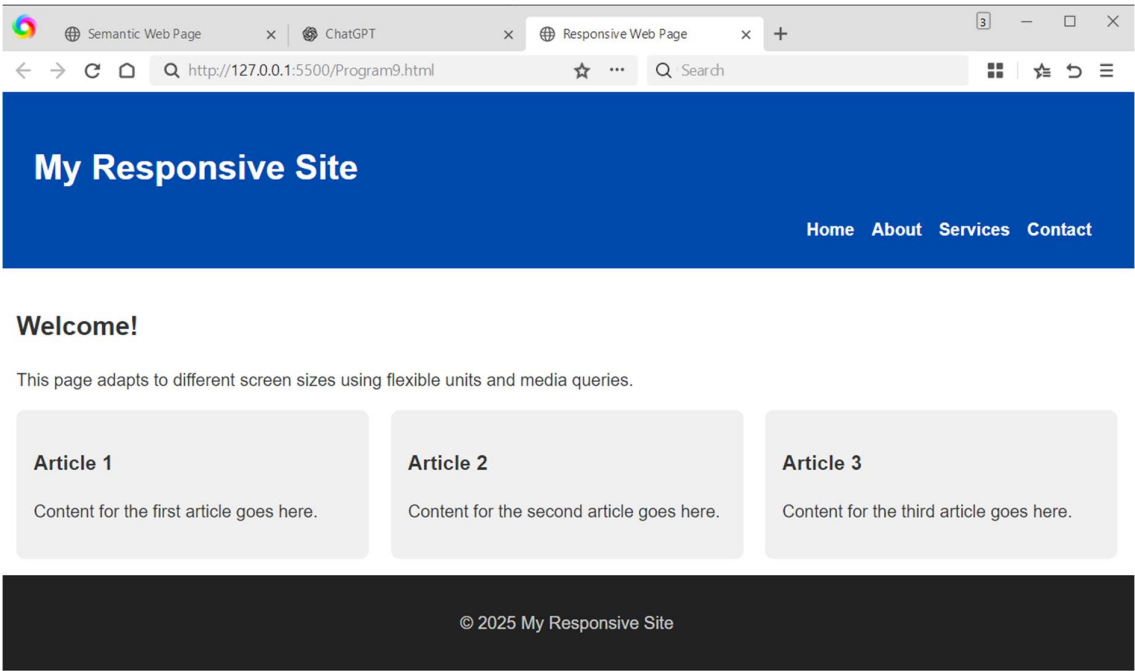 Semantic Web Page ChatGPT Responsive Web Page 3
http://127.0.0.1:5500/Program9.html Search
My Responsive Site
Home About Services Contact
Welcome!
This page adapts to different screen sizes using flexible units and media queries.
Article 1 Article 2 Article 3
Content for the first article goes here. Content for the second article goes here. Content for the third article goes here.
© 2025 My Responsive Site